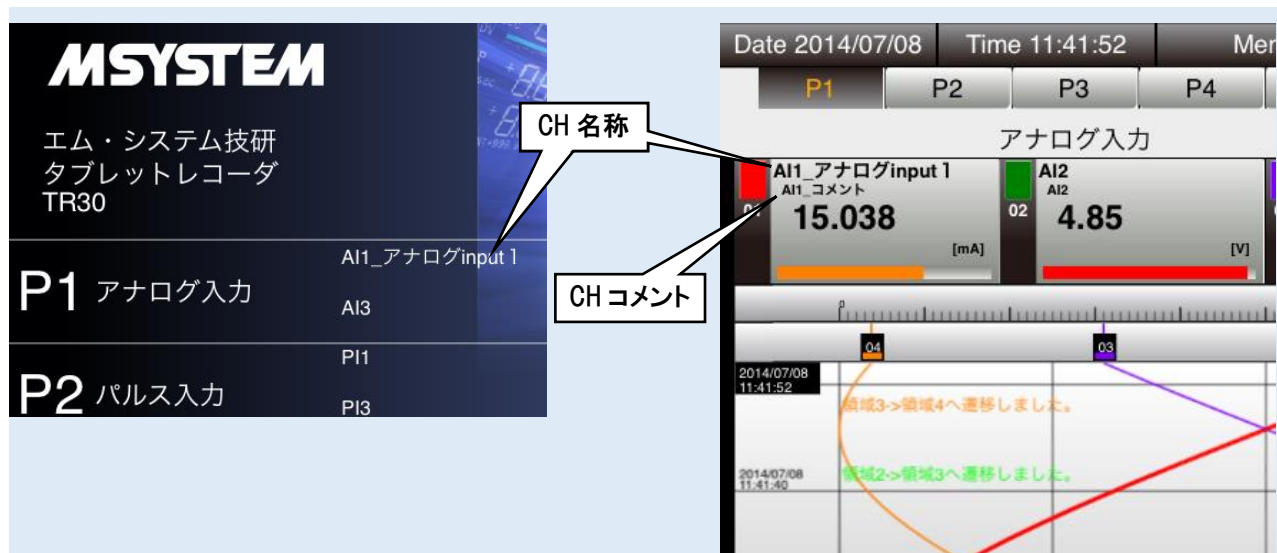 MSYSTEM
エム・システム技研
タブレットレコーダ
TR30
P1 アナログ入力
AI1_アナログinput 1
AI3
P2 パルス入力
PI1
PI3
CH 名称
CH コメント
Date 2014/07/08 Time 11:41:52
P1 P2 P3 P4
アナログ入力
AI1_アナログinput 1
AI1_コメント
15.038
[mA]
02
AI2
AI2
4.85
[V]
04
03
2014/07/08
11:41:52
領域3->領域4へ遷移しました。
2014/07/08
11:41:40
領域2->領域3へ遷移しました。